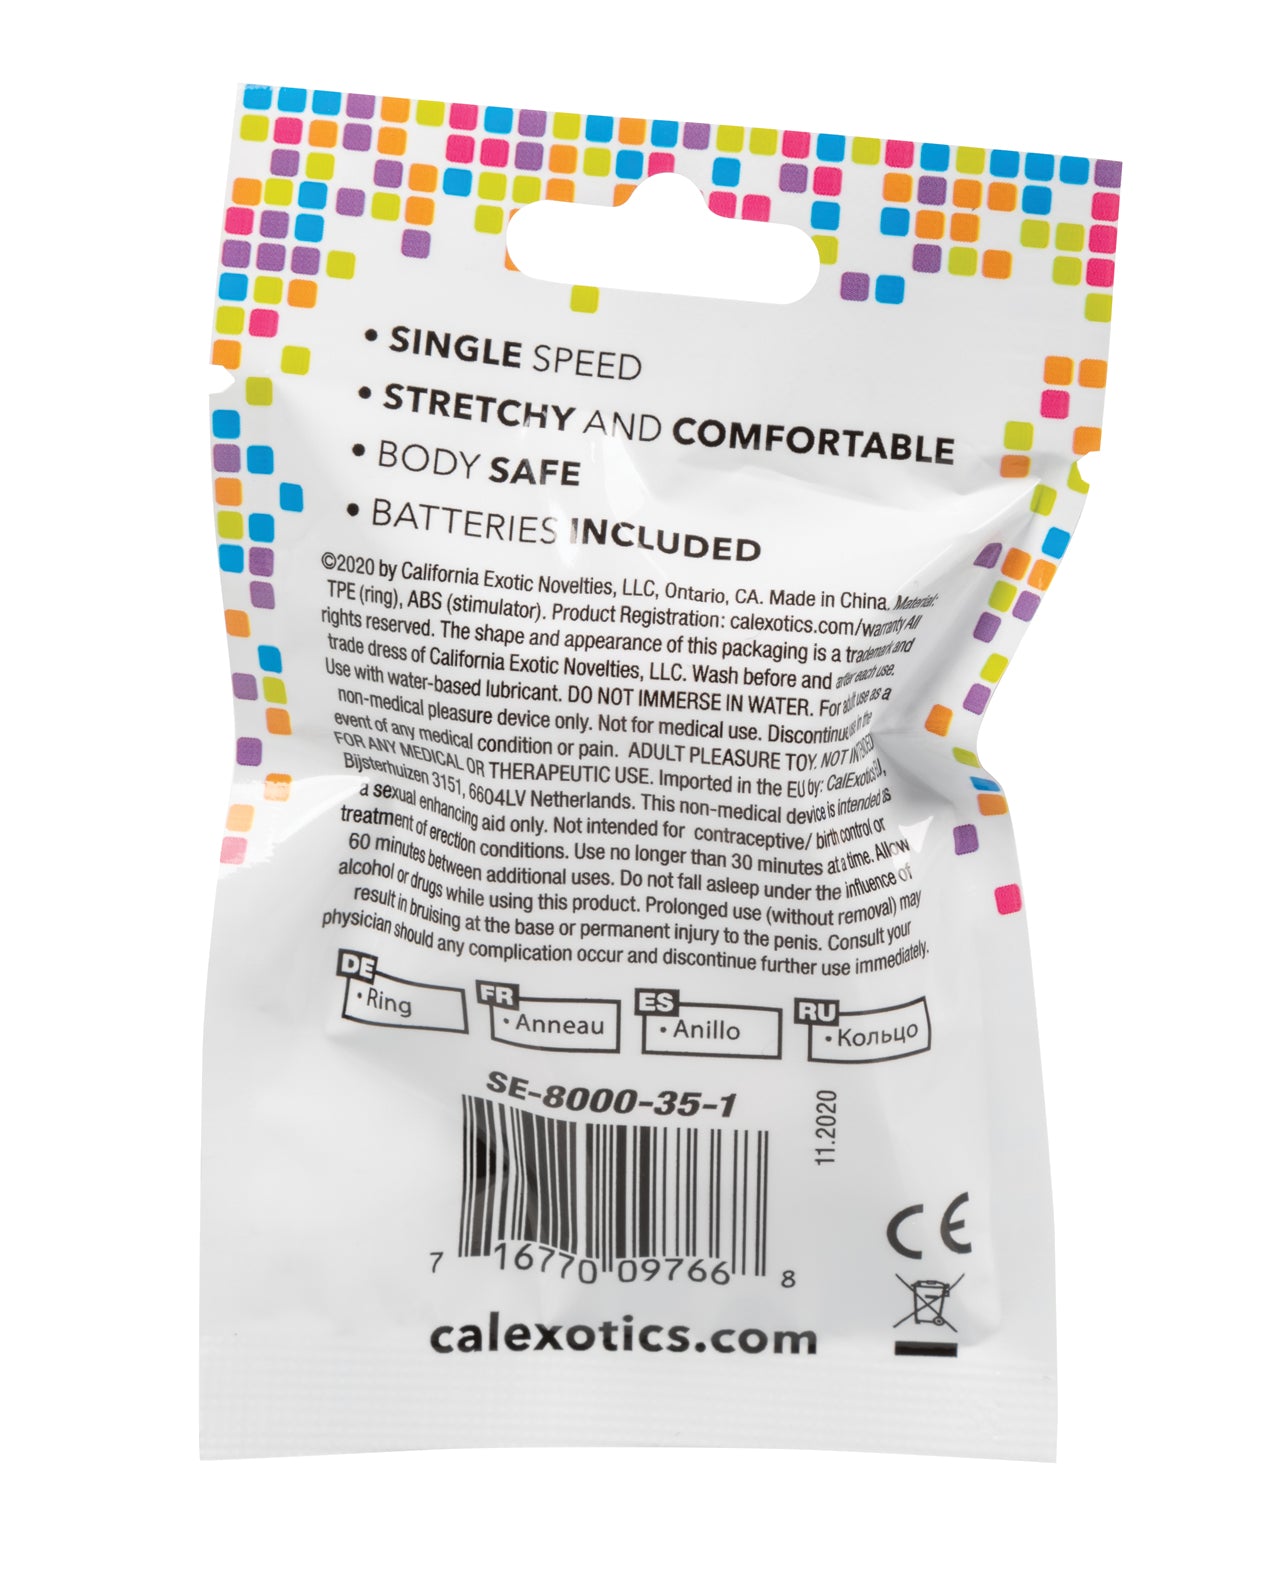 • SINGLE SPEED
• STRETCHY AND COMFORTABLE
• BODY SAFE
• BATTERIES INCLUDED
©2020 by California Exotic Novelties, LLC, Ontario, CA. Made in China. Material:
TPE (ring), ABS (stimulator). Product Registration: calexotics.com/warranty All
rights reserved. The shape and appearance of this packaging is a trademark and
trade dress of California Exotic Novelties, LLC. Wash before and after each use.
Use with water-based lubricant. DO NOT IMMERSE IN WATER. For adult use as a
non-medical pleasure device only. Not for medical use. Discontinue use in the
event of any medical condition or pain. ADULT PLEASURE TOY. NOT INTENDED
FOR ANY MEDICAL OR THERAPEUTIC USE. Imported in the EU by: CalExotics
Bijsterhuizen 3151, 6604LV Netherlands. This non-medical device is intended as
a sexual enhancing aid only. Not intended for contraceptive/ birth control or
treatment of erection conditions. Use no longer than 30 minutes at a time. Allow
60 minutes between additional uses. Do not fall asleep under the influence of
alcohol or drugs while using this product. Prolonged use (without removal) may
result in bruising at the base or permanent injury to the penis. Consult your
physician should any complication occur and discontinue further use immediately.
DE
• Ring
FR
• Anneau
ES
• Anillo
RU
• Кольцо
SE-8000-35-1
11.2020
7 16770 09766 8
CE
calexotics.com